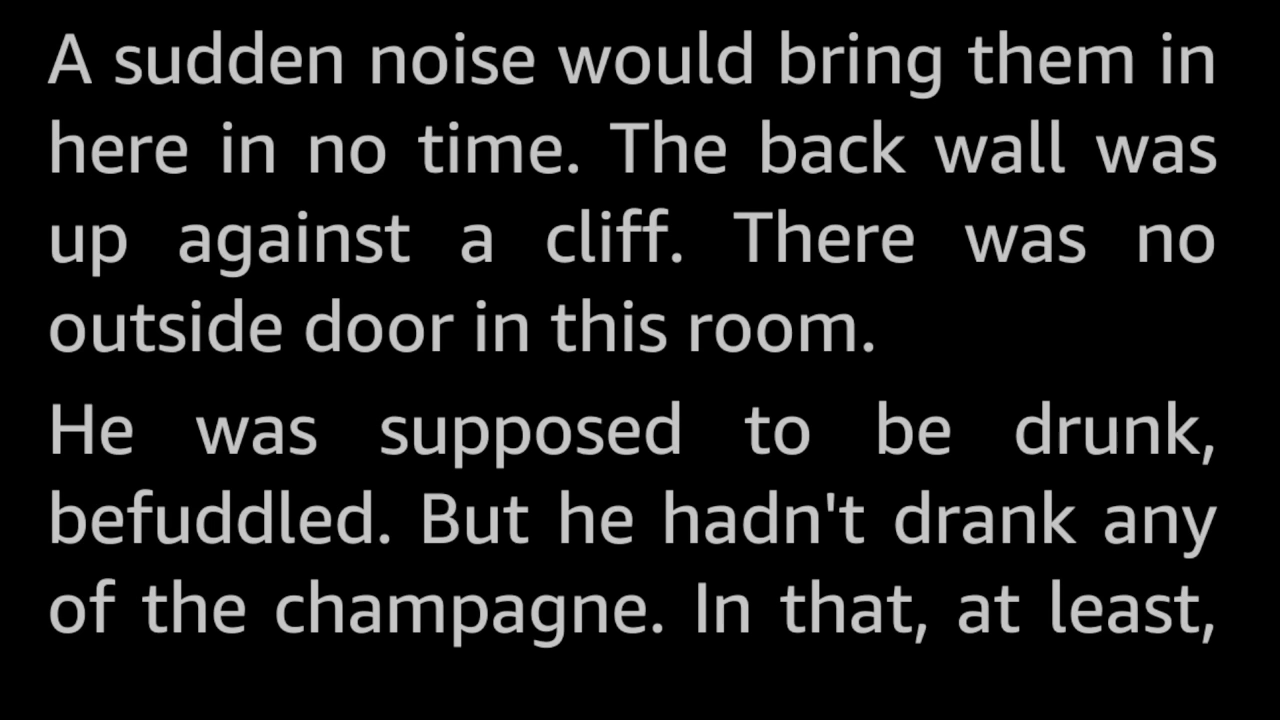 A sudden noise would bring them in
here in no time. The back wall was
up against a cliff. There was no
outside door in this room.
He was supposed to be drunk,
befuddled. But he hadn't drank any
of the champagne. In that, at least,